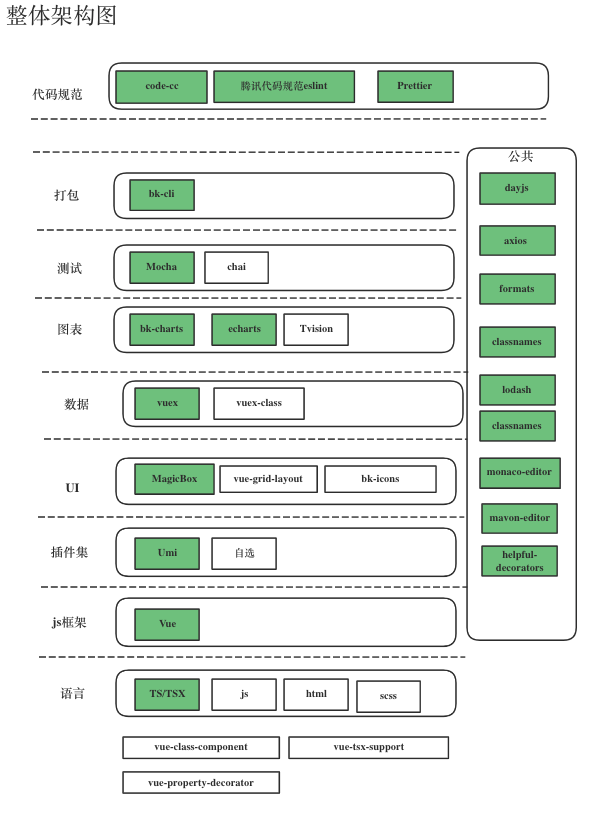 整体架构图
代码规范
code-cc
腾讯代码规范eslint
Prettier
打包
bk-cli
测试
Mocha
chai
图表
bk-charts
echarts
Tvision
数据
vuex
vuex-class
UI
MagicBox
vue-grid-layout
bk-icons
插件集
Umi
自选
js框架
Vue
语言
TS/TSX
js
html
scss
vue-class-component
vue-tsx-support
vue-property-decorator
公共
dayjs
axios
formats
classnames
lodash
classnames
monaco-editor
mavon-editor
helpful-
decorators